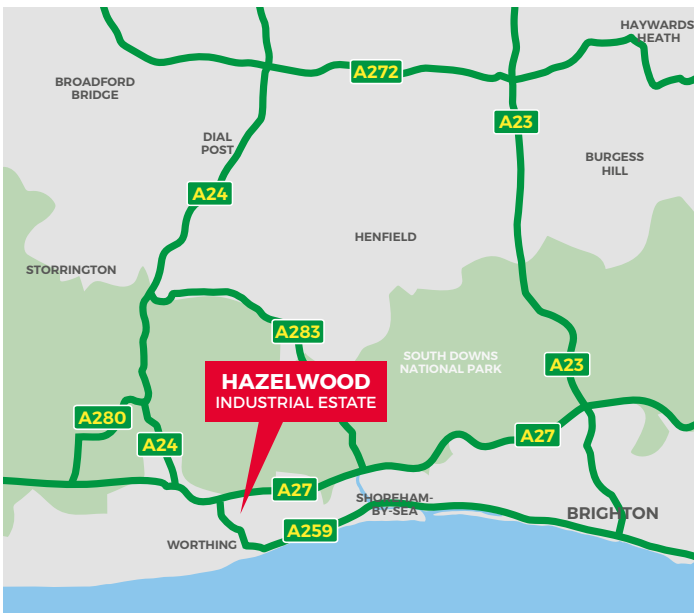 HAYWARDS
HEATH
A272
BROADFORD
BRIDGE
A23
DIAL
POST
BURGESS
HILL
A24
HENFIELD
STORRINGTON
A283
SOUTH DOWNS
NATIONAL PARK
A23
HAZELWOOD
INDUSTRIAL ESTATE
A280
A24
A27
A27
SHOREHAM-
BY-SEA
BRIGHTON
A259
WORTHING